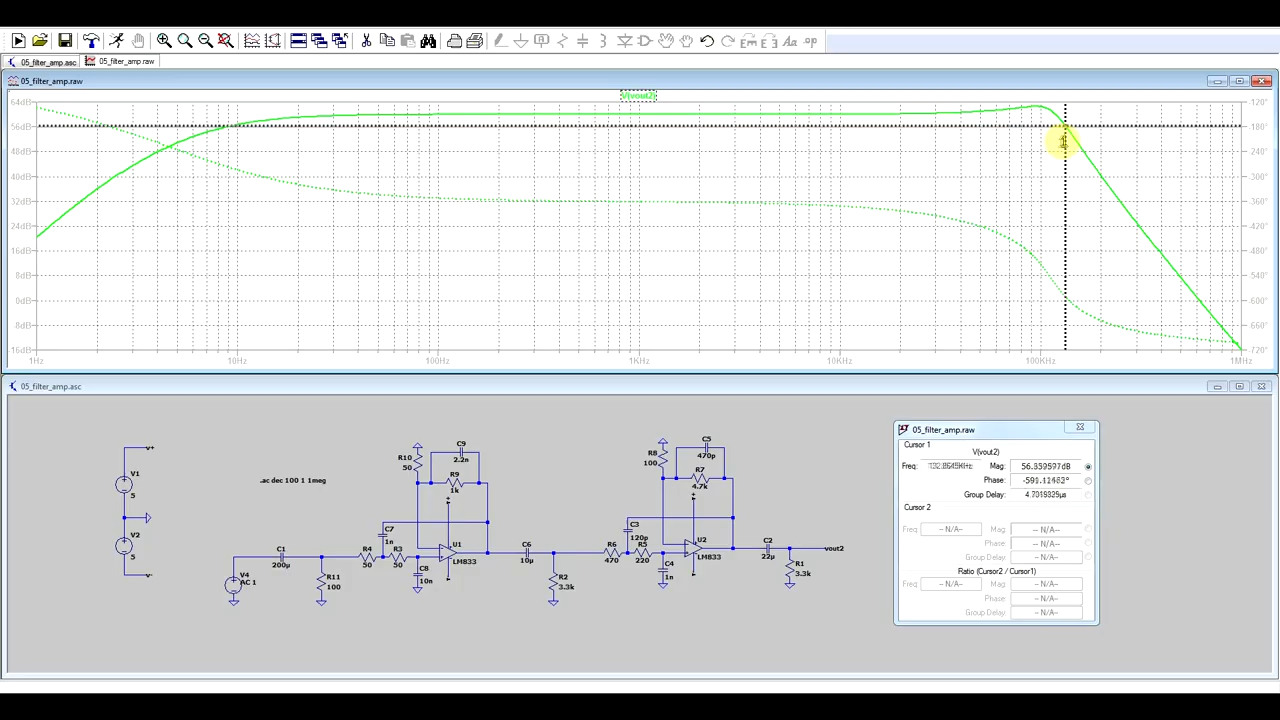 05_filter_amp.asc
05_filter_amp.raw
05_filter_amp.raw
V(vout2)
64dB
56dB
48dB
40dB
32dB
24dB
16dB
8dB
0dB
-8dB
-16dB
120°
180°
240°
-300°
-360°
-420°
-480°
-540°
-600°
-660°
-720°
1Hz
10Hz
100Hz
1KHz
10KHz
100KHz
1MHz
05_filter_amp.asc
v+
V1
5
V2
5
v-
.ac dec 100 1 1meg
V4
AC 1
C1
200µ
R11
100
R4
50
R3
50
C7
1n
C8
10n
R10
50
C9
2.2n
R9
1k
U1
LM833
C6
10µ
R2
3.3k
R6
470
R5
220
C3
120p
C4
1n
R8
100
C5
470p
R7
4.7k
U2
LM833
C2
22µ
R1
3.3k
vout2
05_filter_amp.raw
Cursor 1
V(vout2)
Freq:
Mag:
Phase:
Group Delay:
Cursor 2
Freq: -- N/A-- Mag: -- N/A--
Phase: -- N/A--
Group Delay: -- N/A--
Ratio (Cursor2 / Cursor1)
Freq: -- N/A-- Mag: -- N/A--
Phase: -- N/A--
Group Delay: -- N/A--